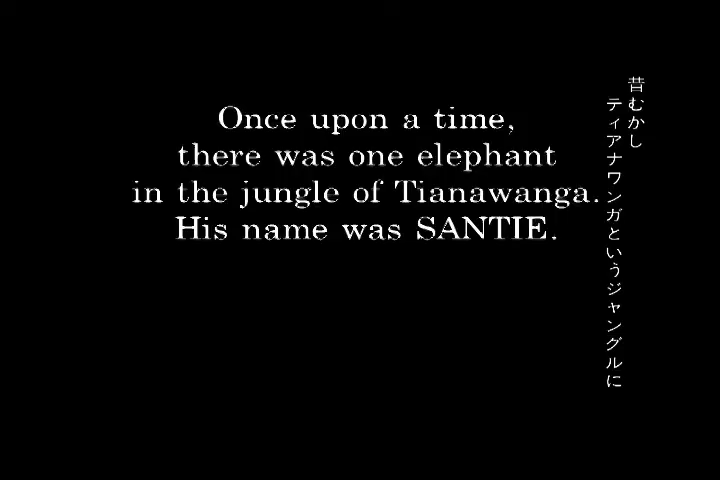 Once upon a time,
there was one elephant
in the jungle of Tianawanga.
His name was SANTIE.
昔むかし
ティアナワンガというジャングルに